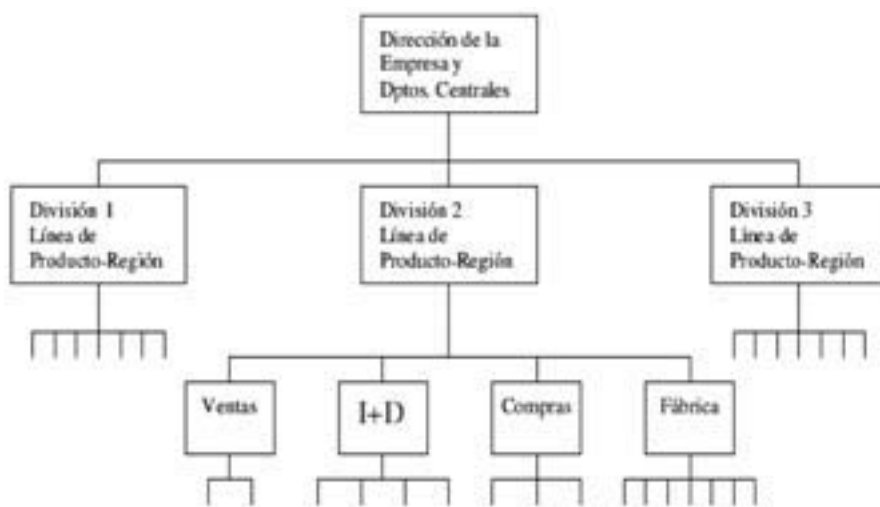 Dirección de la
Empresa y
Dptos. Centrales
División 1
Línea de
Producto-Región
División 2
Línea de
Producto-Región
División 3
Línea de
Producto-Región
Ventas
I+D
Compras
Fábrica